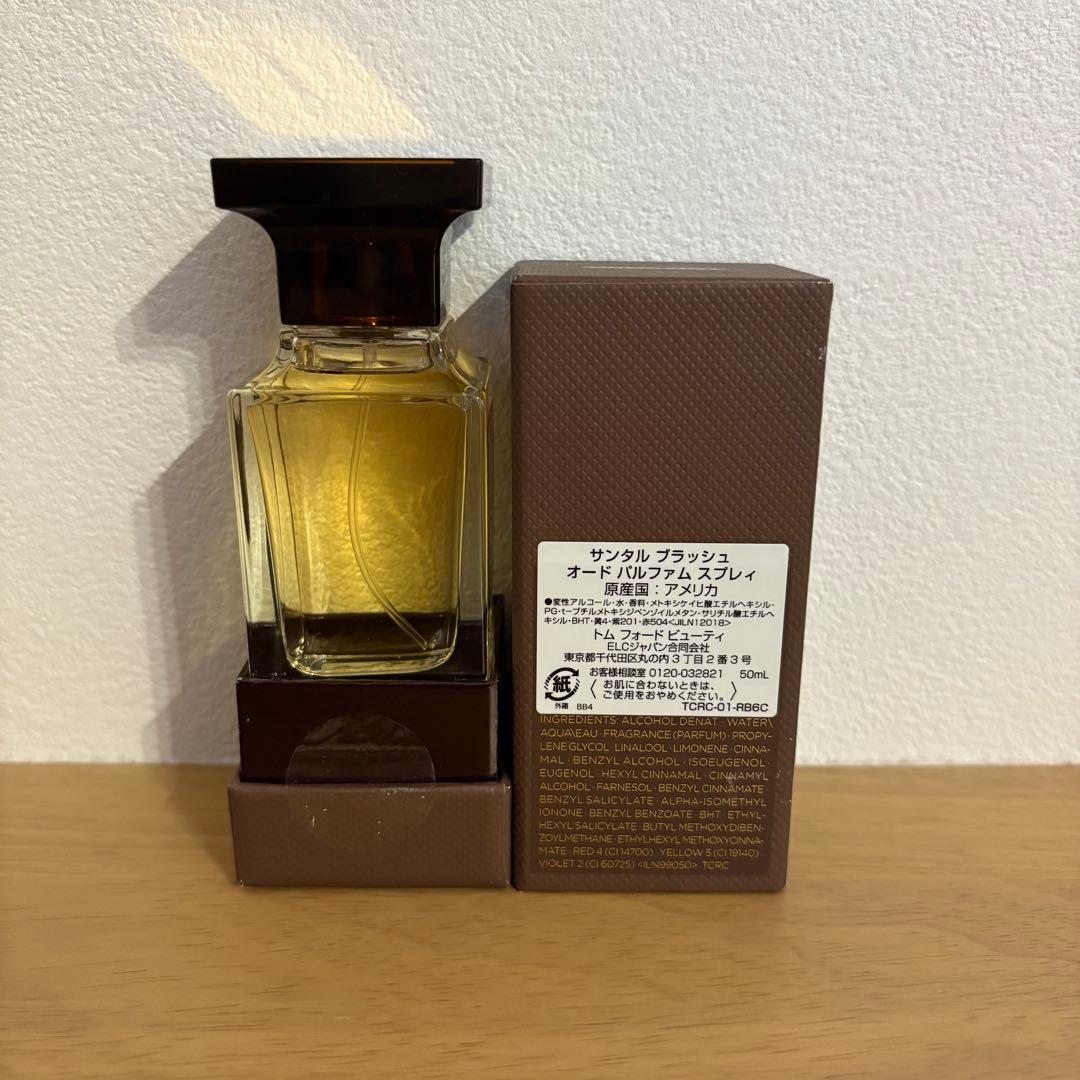 サンタル ブラッシュ
オード パルファム スプレィ
原産国：アメリカ
●変性アルコール・水・香料・メトキシケイヒ酸エチルヘキシル・
PG・t-ブチルメトキシジベンゾイルメタン・サリチル酸エチルヘ
キシル・BHT・黄4・紫201・赤504<JILN12018>
トム フォード ビューティ
ELCジャパン合同会社
東京都千代田区丸の内3丁目2番3号
お客様相談室 0120-032821 50mL
紙 〈お肌に合わないときは、
ご使用をおやめください。〉
外箱 BB4 TCRC-01-RB6C
INGREDIENTS: ALCOHOL DENAT. · WATER\
AQUA\EAU · FRAGRANCE (PARFUM) · PROPY-
LENE GLYCOL · LINALOOL · LIMONENE · CINNA-
MAL · BENZYL ALCOHOL · ISOEUGENOL ·
EUGENOL · HEXYL CINNAMAL · CINNAMYL
ALCOHOL · FARNESOL · BENZYL CINNAMATE
BENZYL SALICYLATE · ALPHA-ISOMETHYL
IONONE · BENZYL BENZOATE · BHT · ETHYL-
HEXYL SALICYLATE · BUTYL METHOXYDIBEN-
ZOYLMETHANE · ETHYLHEXYL METHOXYCINNA-
MATE · RED 4 (CI 14700) · YELLOW 5 (CI 19140)
VIOLET 2 (CI 60725) <ILN99050> TCRC